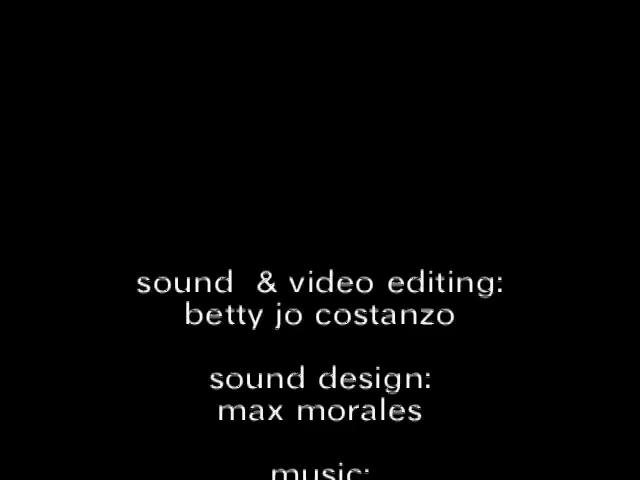 sound  & video editing:
betty jo costanzo
sound design:
max morales
music: